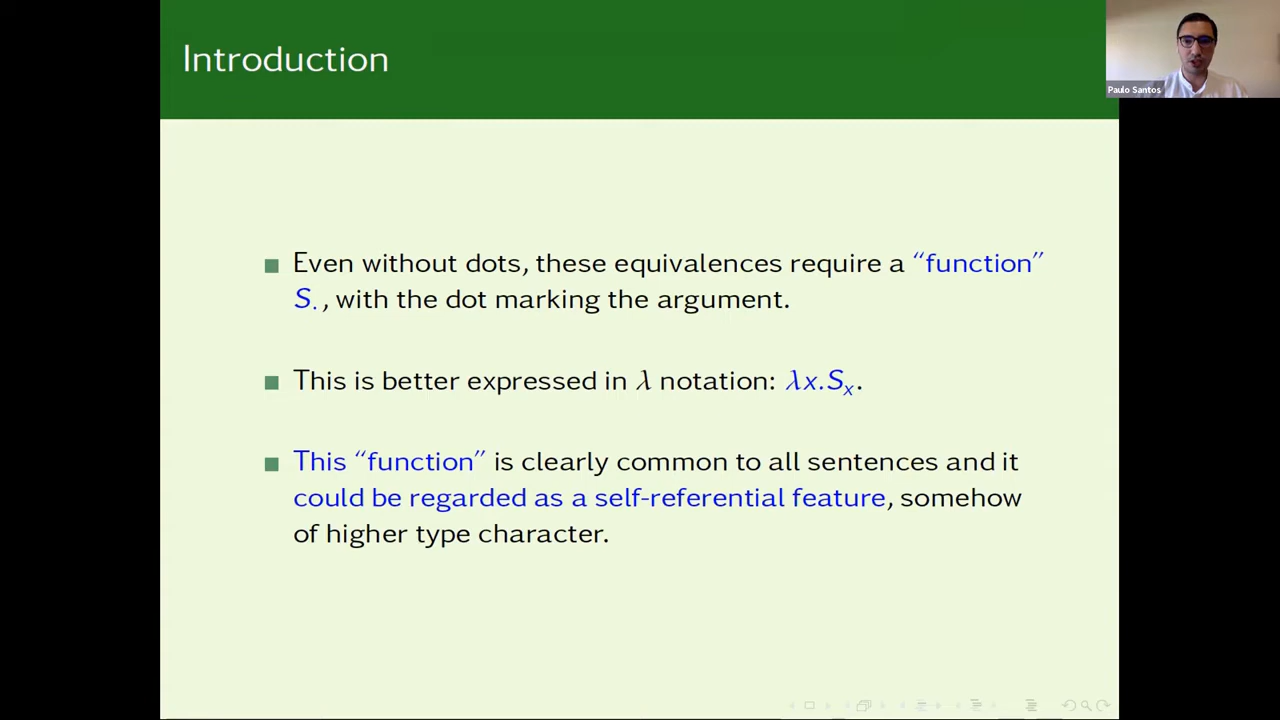 Introduction
Paulo Santos
Even without dots, these equivalences require a “function”
S., with the dot marking the argument.
This is better expressed in λ notation: λx.Sₓ.
This “function” is clearly common to all sentences and it
could be regarded as a self-referential feature, somehow
of higher type character.